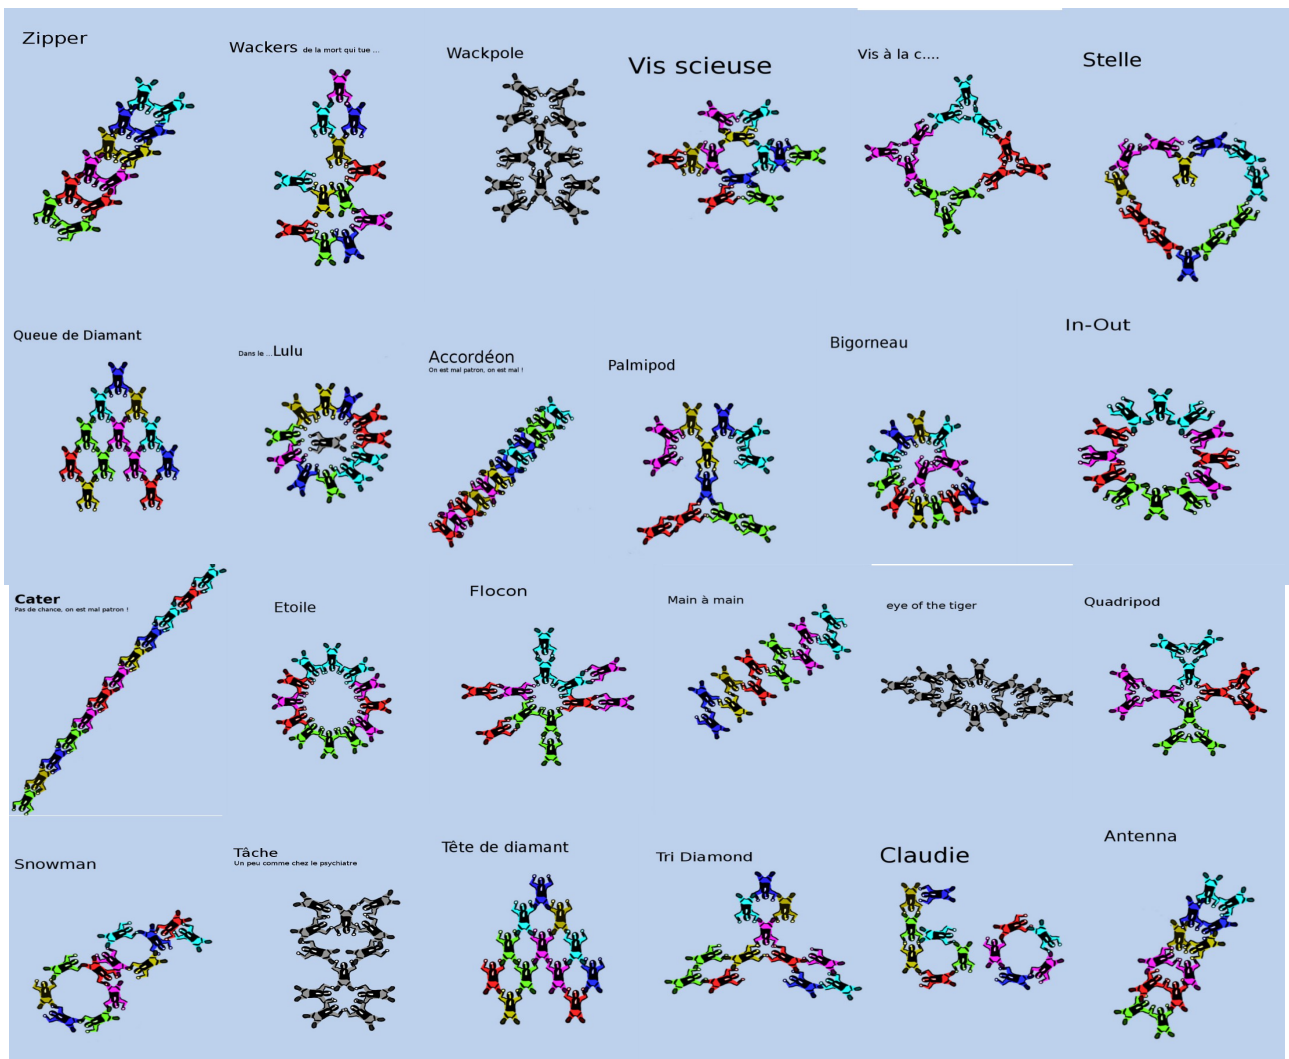 Zipper
Wackers de la mort qui tue ...
Wackpole
Vis scieuse
Vis à la c....
Stelle
Queue de Diamant
Dans le ...Lulu
Accordéon
On est mal patron, on est mal !
Palmipod
Bigorneau
In-Out
Cater
Pas de chance, on est mal patron !
Etoile
Flocon
Main à main
eye of the tiger
Quadripod
Snowman
Tâche
Un peu comme chez le psychiatre
Tête de diamant
Tri Diamond
Claudie
Antenna